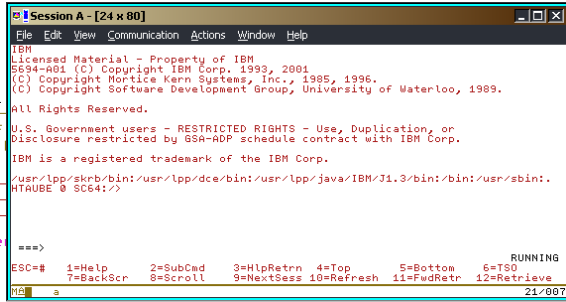 Session A - [24 x 80]
File Edit View Communication Actions Window Help
IBM
Licensed Material - Property of IBM
5694-A01 (C) Copyright IBM Corp. 1993, 2001
(C) Copyright Mortice Kern Systems, Inc., 1985, 1996.
(C) Copyright Software Development Group, University of Waterloo, 1989.
All Rights Reserved.
U.S. Government users - RESTRICTED RIGHTS - Use, Duplication, or
Disclosure restricted by GSA-ADP schedule contract with IBM Corp.
IBM is a registered trademark of the IBM Corp.
/usr/lpp/skrb/bin:/usr/lpp/dce/bin:/usr/lpp/java/IBM/J1.3/bin:/bin:/usr/sbin:.
HTAUBE @ SC64:/>
===>
RUNNING
ESC=# 1=Help 2=SubCmd 3=HlpRetrn 4=Top 5=Bottom 6=TSO
7=BackScr 8=Scroll 9=NextSess 10=Refresh 11=FwdRetr 12=Retrieve
MA a 21/007